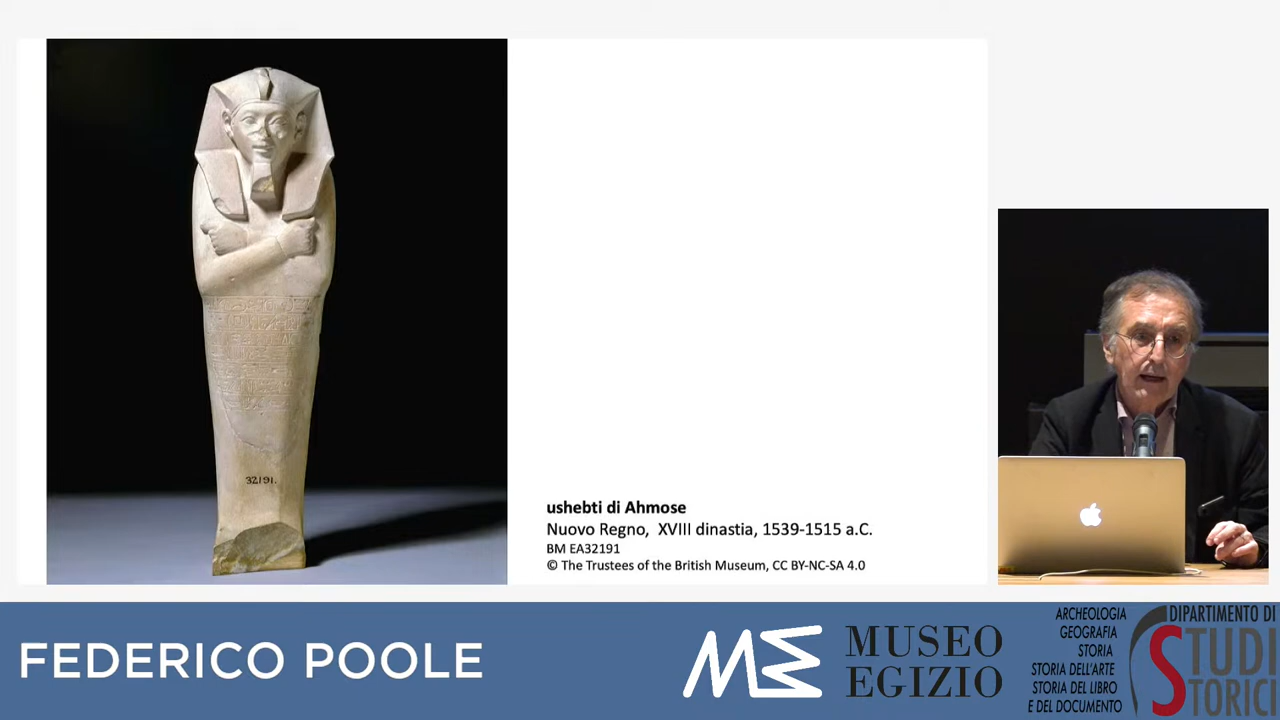 32191.
ushebti di Ahmose
Nuovo Regno, XVIII dinastia, 1539-1515 a.C.
BM EA32191
© The Trustees of the British Museum, CC BY-NC-SA 4.0
FEDERICO POOLE
ME
MUSEO
EGIZIO
ARCHEOLOGIA
GEOGRAFIA
STORIA
STORIA DELL'ARTE
STORIA DEL LIBRO
E DEL DOCUMENTO
DIPARTIMENTO DI
STUDI
STORICI